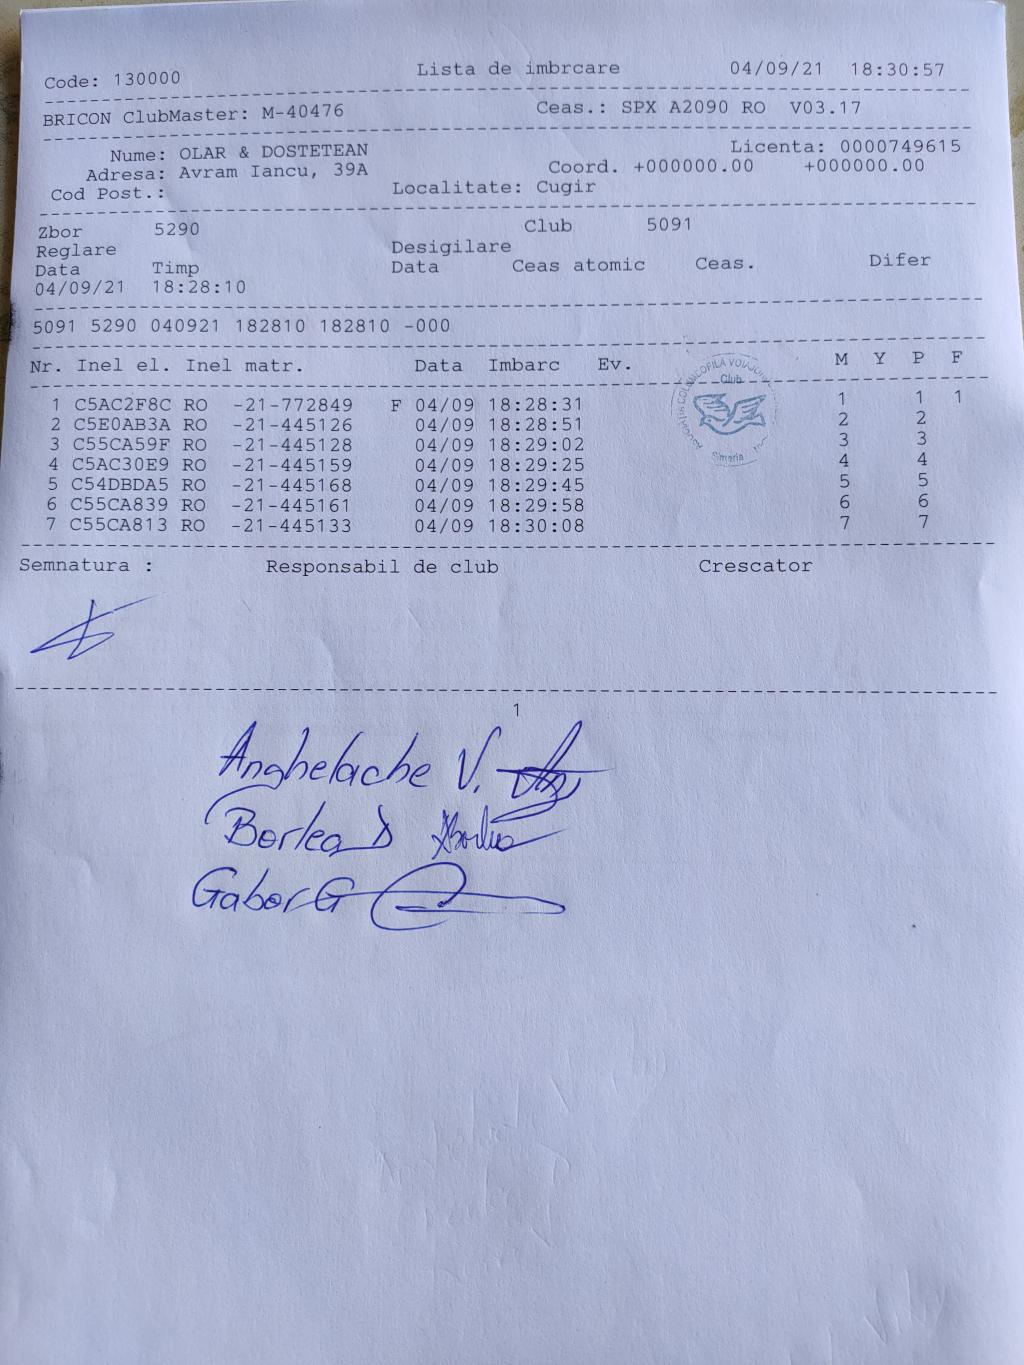 Code: 130000 Lista de imbrcare 04/09/21 18:30:57
BRICON ClubMaster: M-40476 Ceas.: SPX A2090 RO V03.17
Nume: OLAR & DOSTETEAN Licenta: 0000749615
Adresa: Avram Iancu, 39A Coord. +000000.00 +000000.00
Cod Post.: Localitate: Cugir
Zbor 5290 Club 5091
Reglare Desigilare
Data Timp Data Ceas atomic Ceas. Difer
04/09/21 18:28:10
5091 5290 040921 182810 182810 -000
Nr. Inel el. Inel matr. Data Imbarc Ev. M Y P F
1 C5AC2F8C RO -21-772849 F 04/09 18:28:31 1 1 1
2 C5E0AB3A RO -21-445126 04/09 18:28:51 2 2
3 C55CA59F RO -21-445128 04/09 18:29:02 3 3
4 C5AC30E9 RO -21-445159 04/09 18:29:25 4 4
5 C54DBDA5 RO -21-445168 04/09 18:29:45 5 5
6 C55CA839 RO -21-445161 04/09 18:29:58 6 6
7 C55CA813 RO -21-445133 04/09 18:30:08 7 7
Club
Simeria
Semnatura : Responsabil de club Crescator
1
Anghelache V.
Borlea D
Gabor G